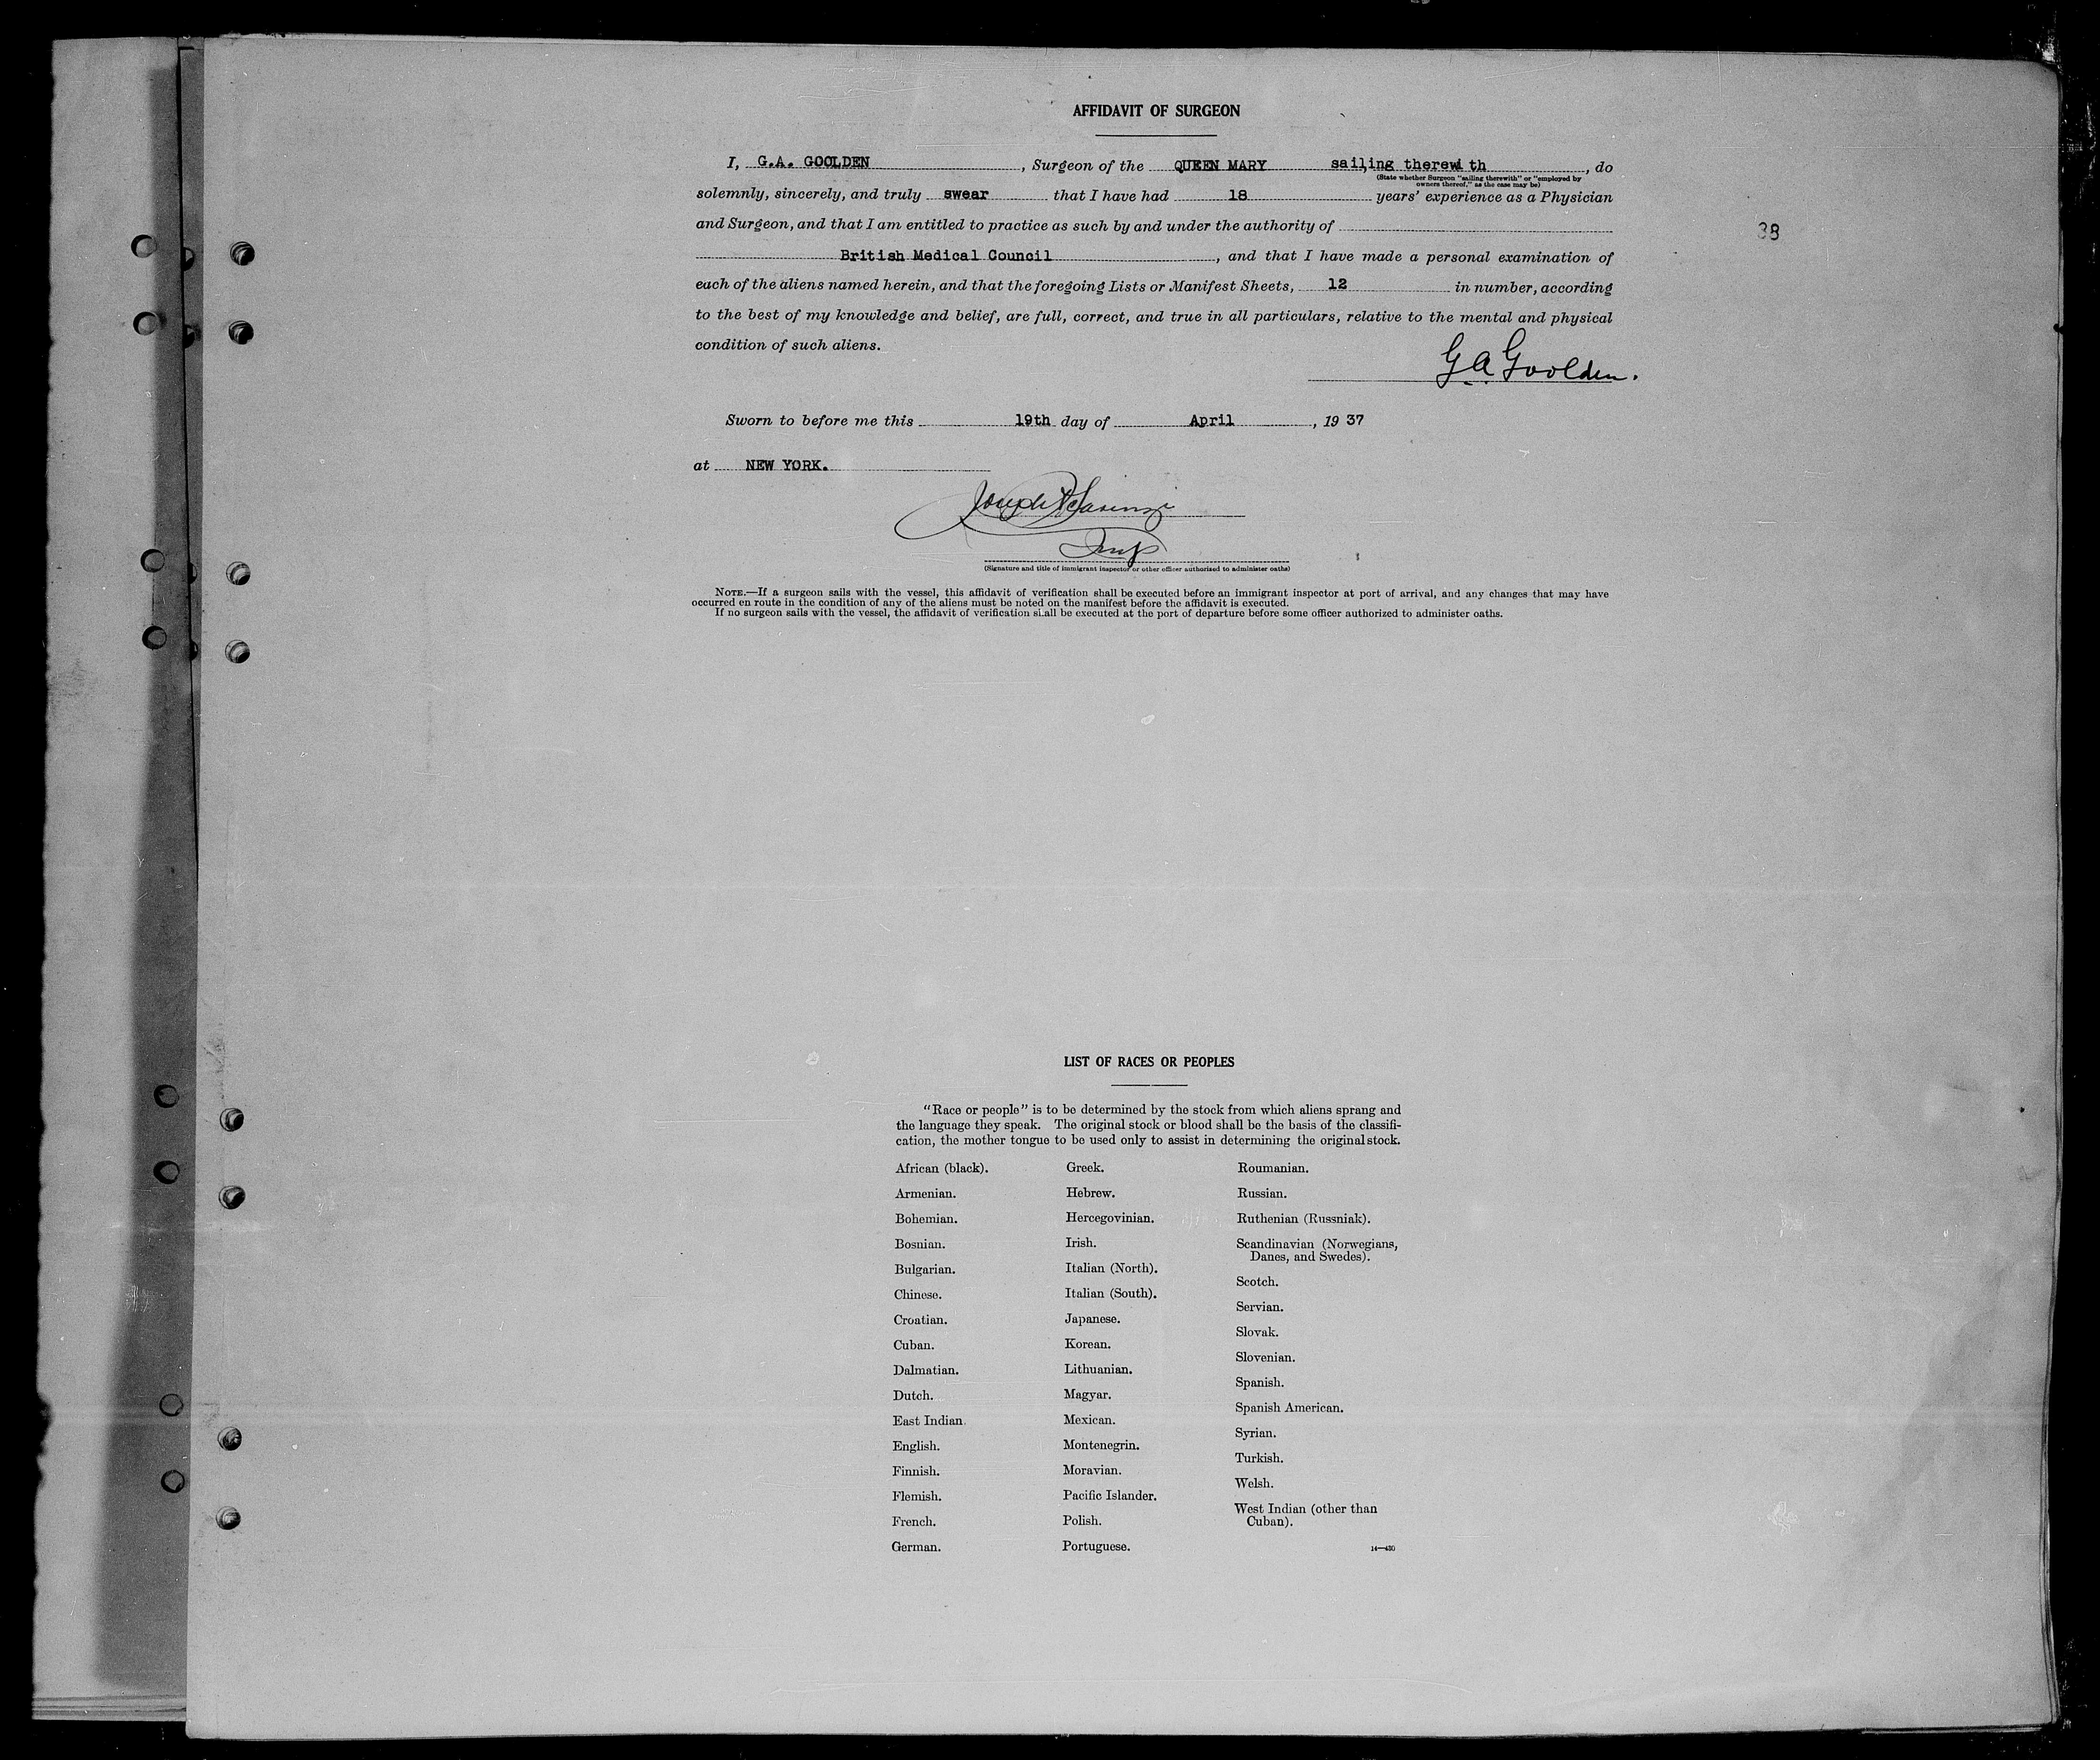 AFFIDAVIT OF SURGEON
I, G.A. GOOLDEN, Surgeon of the QUEEN MARY sailing therewith, do
(State whether Surgeon "sailing therewith" or "employed by
owners thereof," as the case may be)
solemnly, sincerely, and truly swear that I have had 18 years' experience as a Physician
and Surgeon, and that I am entitled to practice as such by and under the authority of
38
British Medical Council, and that I have made a personal examination of
each of the aliens named herein, and that the foregoing Lists or Manifest Sheets, 12 in number, according
to the best of my knowledge and belief, are full, correct, and true in all particulars, relative to the mental and physical
condition of such aliens.
G A Goolden.
Sworn to before me this 19th day of April, 1937
at NEW YORK.
Joseph
Insp
(Signature and title of immigrant inspector or other officer authorized to administer oaths)
NOTE.—If a surgeon sails with the vessel, this affidavit of verification shall be executed before an immigrant inspector at port of arrival, and any changes that may have
occurred en route in the condition of any of the aliens must be noted on the manifest before the affidavit is executed.
If no surgeon sails with the vessel, the affidavit of verification shall be executed at the port of departure before some officer authorized to administer oaths.
LIST OF RACES OR PEOPLES
"Race or people" is to be determined by the stock from which aliens sprang and
the language they speak. The original stock or blood shall be the basis of the classifi-
cation, the mother tongue to be used only to assist in determining the original stock.
African (black).
Armenian.
Bohemian.
Bosnian.
Bulgarian.
Chinese.
Croatian.
Cuban.
Dalmatian.
Dutch.
East Indian.
English.
Finnish.
Flemish.
French.
German.
Greek.
Hebrew.
Hercegovinian.
Irish.
Italian (North).
Italian (South).
Japanese.
Korean.
Lithuanian.
Magyar.
Mexican.
Montenegrin.
Moravian.
Pacific Islander.
Polish.
Portuguese.
Roumanian.
Russian.
Ruthenian (Russniak).
Scandinavian (Norwegians,
Danes, and Swedes).
Scotch.
Servian.
Slovak.
Slovenian.
Spanish.
Spanish American.
Syrian.
Turkish.
Welsh.
West Indian (other than
Cuban).
14—430